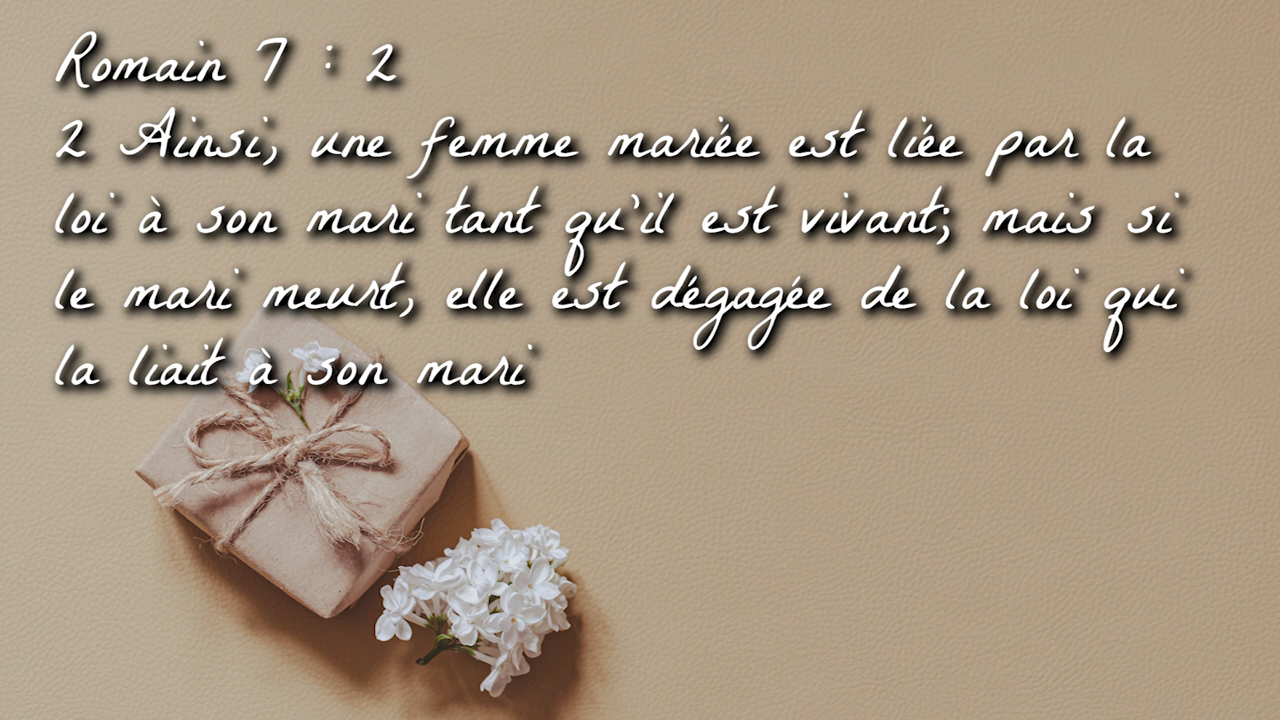 Romain 7 : 2
2 Ainsi, une femme mariée est liée par la
loi à son mari tant qu'il est vivant; mais si
le mari meurt, elle est dégagée de la loi qui
la liait à son mari